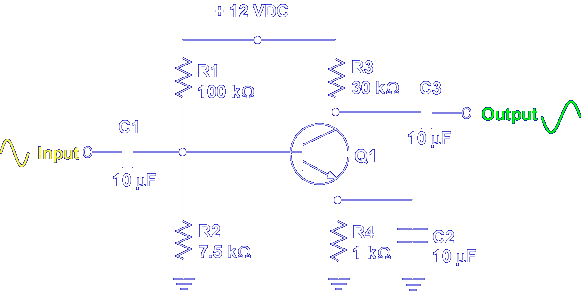 + 12 VDC
R1
100 kΩ
R3
30 kΩ
C3
Output
10 µF
C1
Input
10 µF
Q1
R2
7.5 kΩ
R4
1 kΩ
C2
10 µF